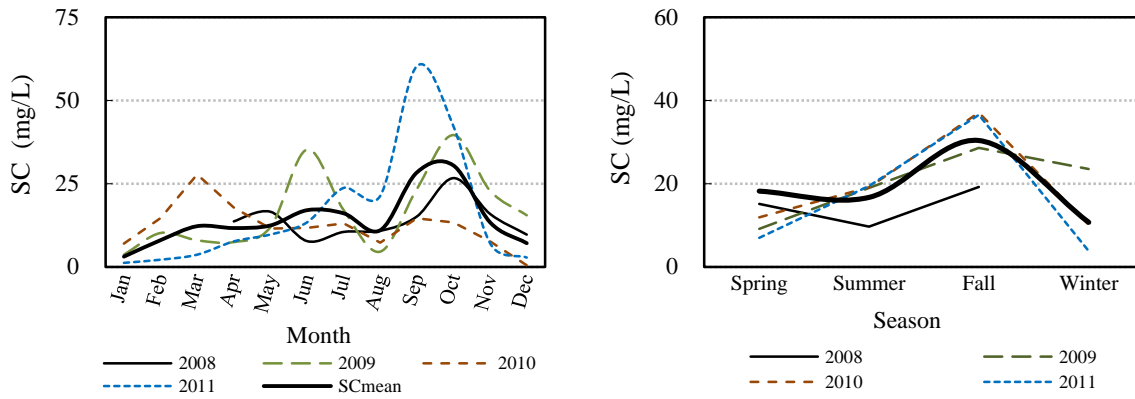 75
50
25
0
SC (mg/L)
Jan
Feb
Mar
Apr
May
Jun
Jul
Aug
Sep
Oct
Nov
Dec
Month
2008
2009
2010
2011
SCmean
60
40
20
0
SC (mg/L)
Spring
Summer
Fall
Winter
Season
2008
2009
2010
2011